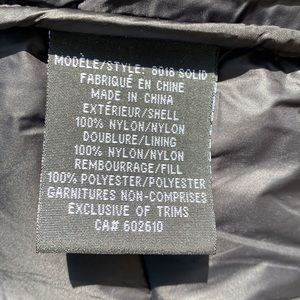 MODÈLE/STYLE: 8018 SOLID
FABRIQUÉ EN CHINE
MADE IN CHINA
EXTÉRIEUR/SHELL
100% NYLON/NYLON
DOUBLURE/LINING
100% NYLON/NYLON
REMBOURRAGE/FILL
100% POLYESTER/POLYESTER
GARNITURES NON-COMPRISES
EXCLUSIVE OF TRIMS
CA# 602610